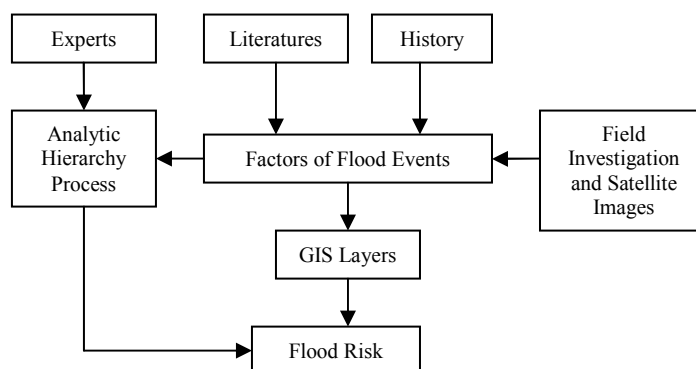 Experts
Literatures
History
Analytic
Hierarchy
Process
Factors of Flood Events
Field
Investigation
and Satellite
Images
GIS Layers
Flood Risk